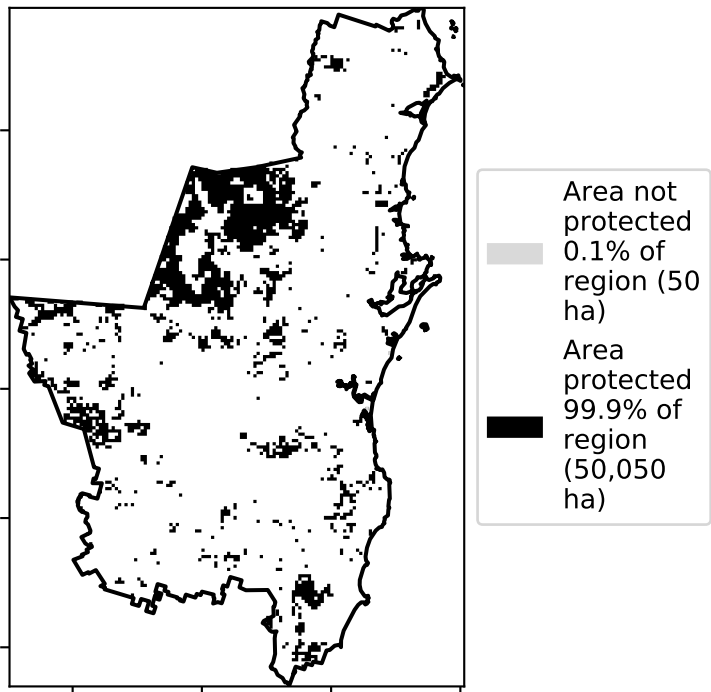 Area not
protected
0.1% of
region (50
ha)
Area
protected
99.9% of
region
(50,050
ha)